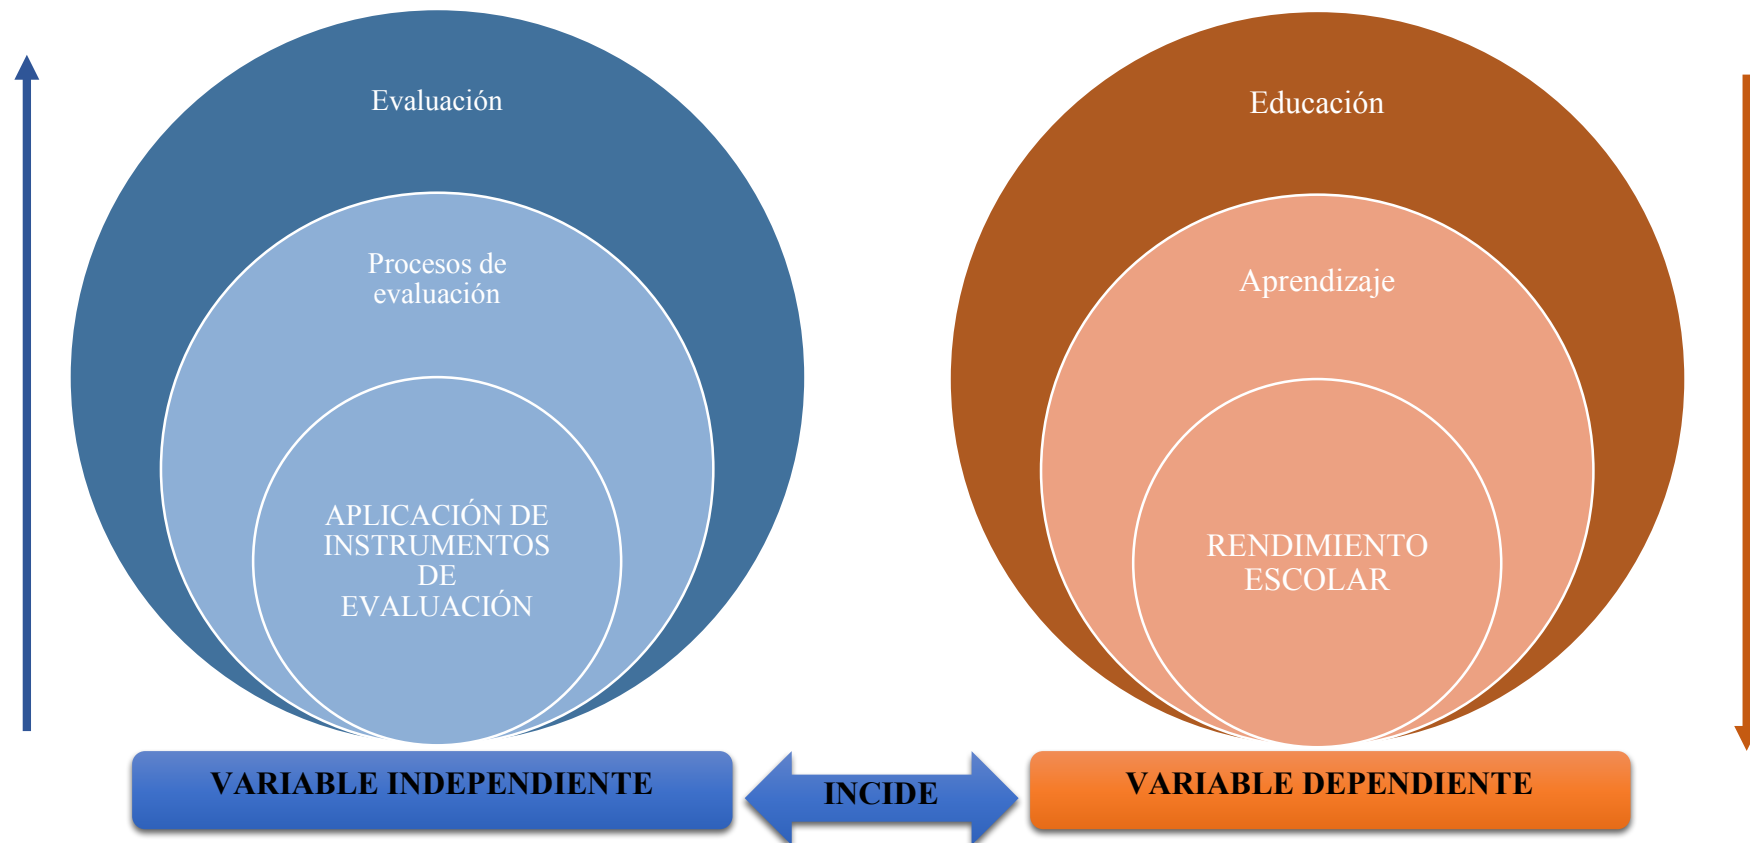 Evaluación
Procesos de
evaluación
APLICACIÓN DE
INSTRUMENTOS
DE
EVALUACIÓN
Educación
Aprendizaje
RENDIMIENTO
ESCOLAR
VARIABLE INDEPENDIENTE
INCIDE
VARIABLE DEPENDIENTE